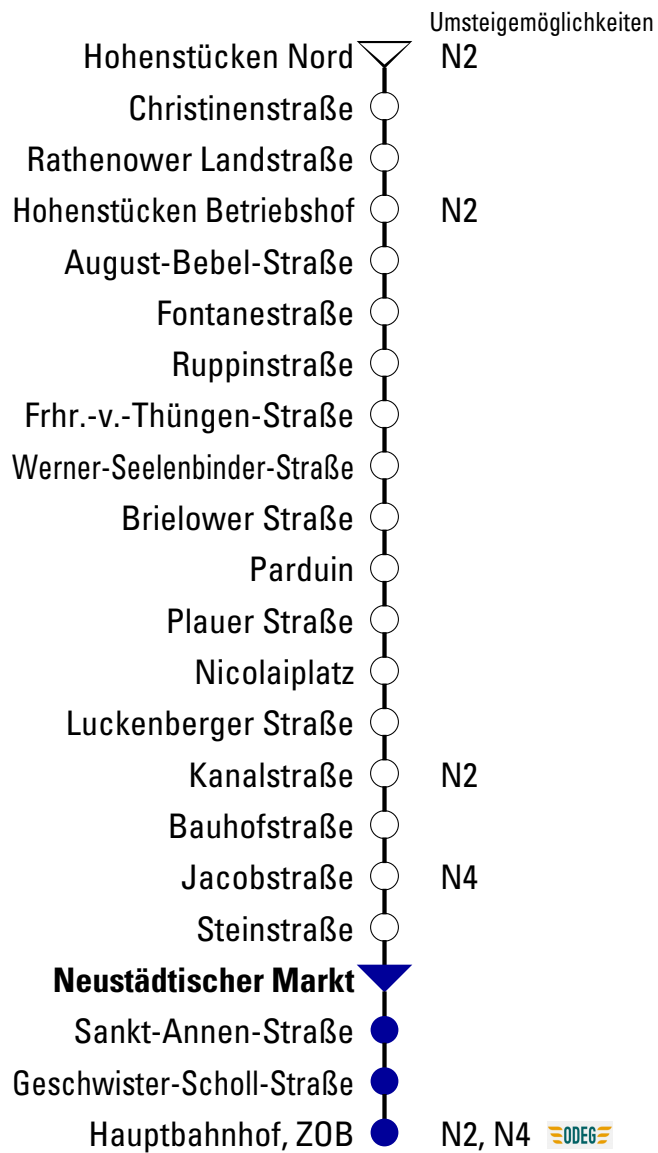 Umsteigemöglichkeiten
Hohenstücken Nord N2
Christinenstraße
Rathenower Landstraße
Hohenstücken Betriebshof N2
August-Bebel-Straße
Fontanestraße
Ruppinstraße
Frhr.-v.-Thüngen-Straße
Werner-Seelenbinder-Straße
Brielower Straße
Parduin
Plauer Straße
Nicolaiplatz
Luckenberger Straße
Kanalstraße N2
Bauhofstraße
Jacobstraße N4
Steinstraße
Neustädtischer Markt
Sankt-Annen-Straße
Geschwister-Scholl-Straße
Hauptbahnhof, ZOB N2, N4 ODEG